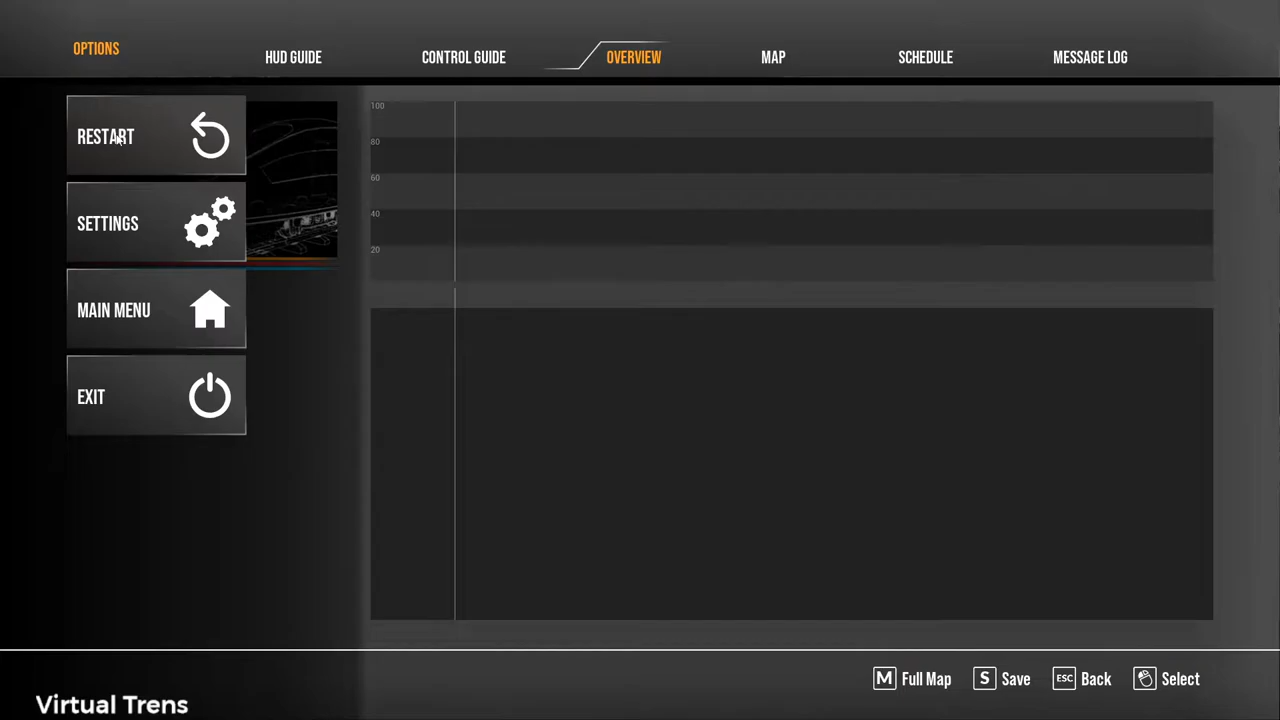 OPTIONS
HUD GUIDE
CONTROL GUIDE
OVERVIEW
MAP
SCHEDULE
MESSAGE LOG
RESTART
SETTINGS
MAIN MENU
EXIT
100
80
60
40
20
M Full Map
S Save
ESC Back
Select
Virtual Trens